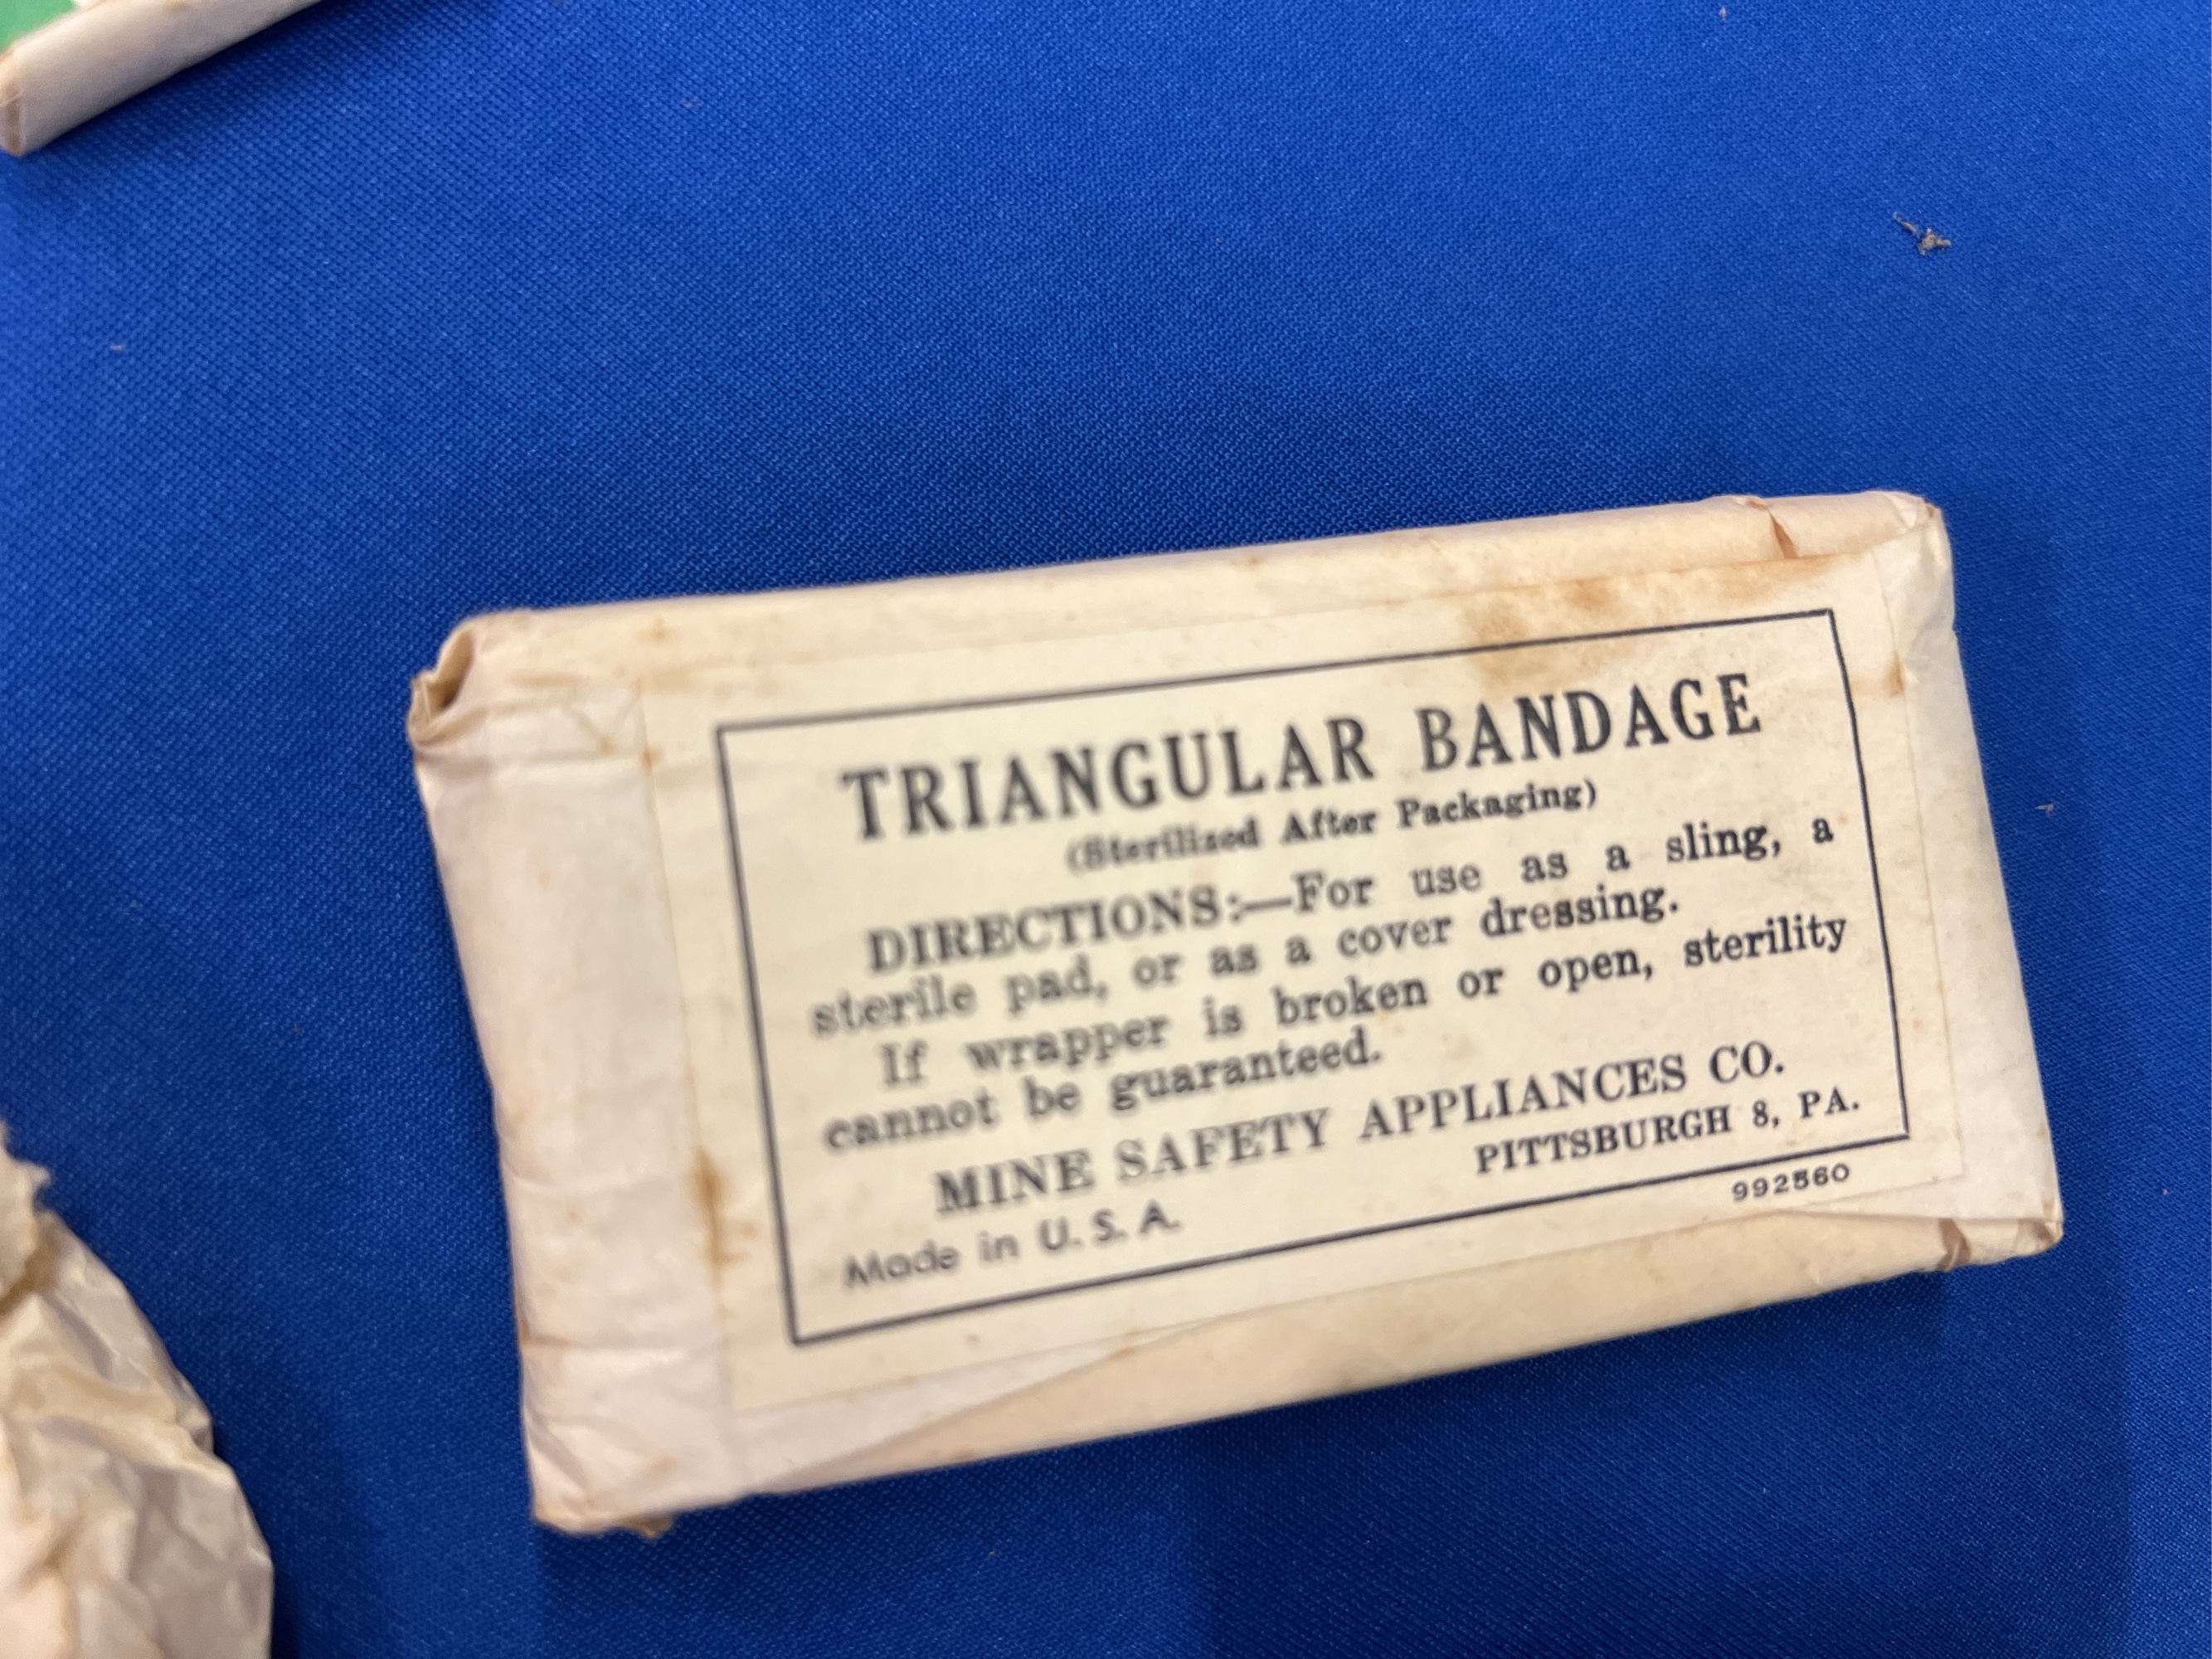 TRIANGULAR BANDAGE
(Sterilized After Packaging)
DIRECTIONS:—For use as a sling, a
sterile pad, or as a cover dressing.
If wrapper is broken or open, sterility
cannot be guaranteed.
MINE SAFETY APPLIANCES CO.
PITTSBURGH 8, PA.
Made in U. S. A.
992560